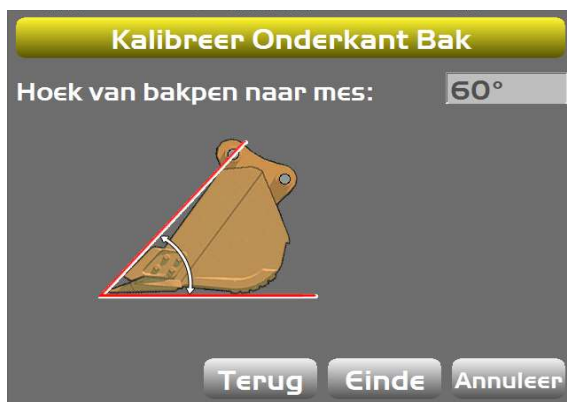 Kalibreer Onderkant Bak
Hoek van bakpen naar mes: 60°
Terug Einde Annuleer